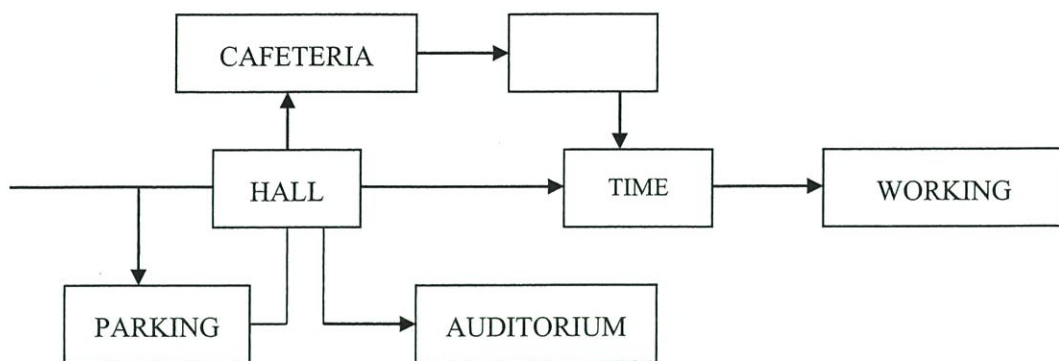 CAFETERIA
HALL
TIME
WORKING
PARKING
AUDITORIUM